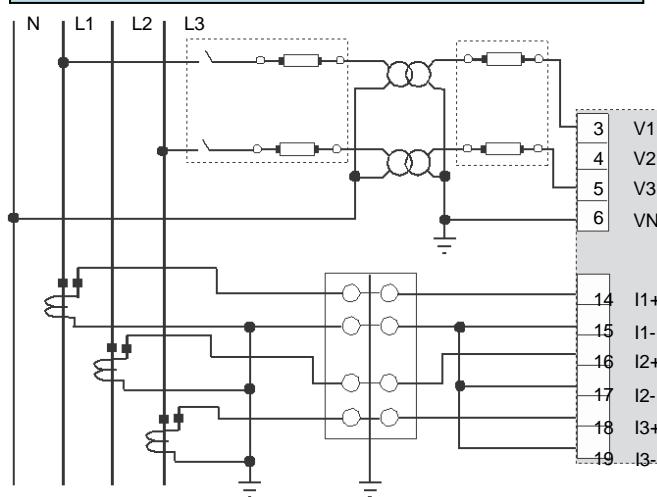 N L1 L2 L3
3 V1
4 V2
5 V3
6 VN
14 I1+
15 I1-
16 I2+
17 I2-
18 I3+
19 I3-